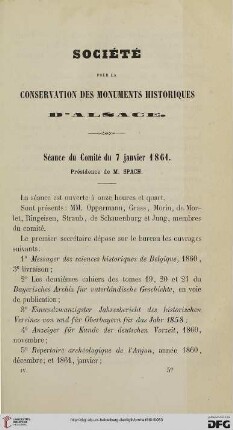 SOCIÉTÉ
POUR LA
CONSERVATION DES MONUMENTS HISTORIQUES
D'ALSACE.
Séance du Comité du 7 janvier 1861.
Présidence de M. SPACH.
La séance est ouverte à onze heures et quart.
Sont présents: MM. Oppermann, Grass, Morin, de Mor-
let, Ringeisen, Straub, de Schauenburg et Jung, membres
du comité.
Le premier secrétaire dépose sur le bureau les ouvrages
suivants:
1° Messager des sciences historiques de Belgique, 1860,
3e livraison;
2° Les deuxièmes cahiers des tomes 19, 20 et 21 du
Bayerisches Archiv für vaterländische Geschichte, en voie
de publication;
3° Einundzwanzigster Jahresbericht des historischen
Vereines von und für Oberbayern für das Jahr 1858;
4° Anzeiger für Kunde der deutschen Vorzeit, 1860,
novembre;
5° Répertoire archéologique de l'Anjou, année 1860,
décembre, et 1861, janvier;
DFG